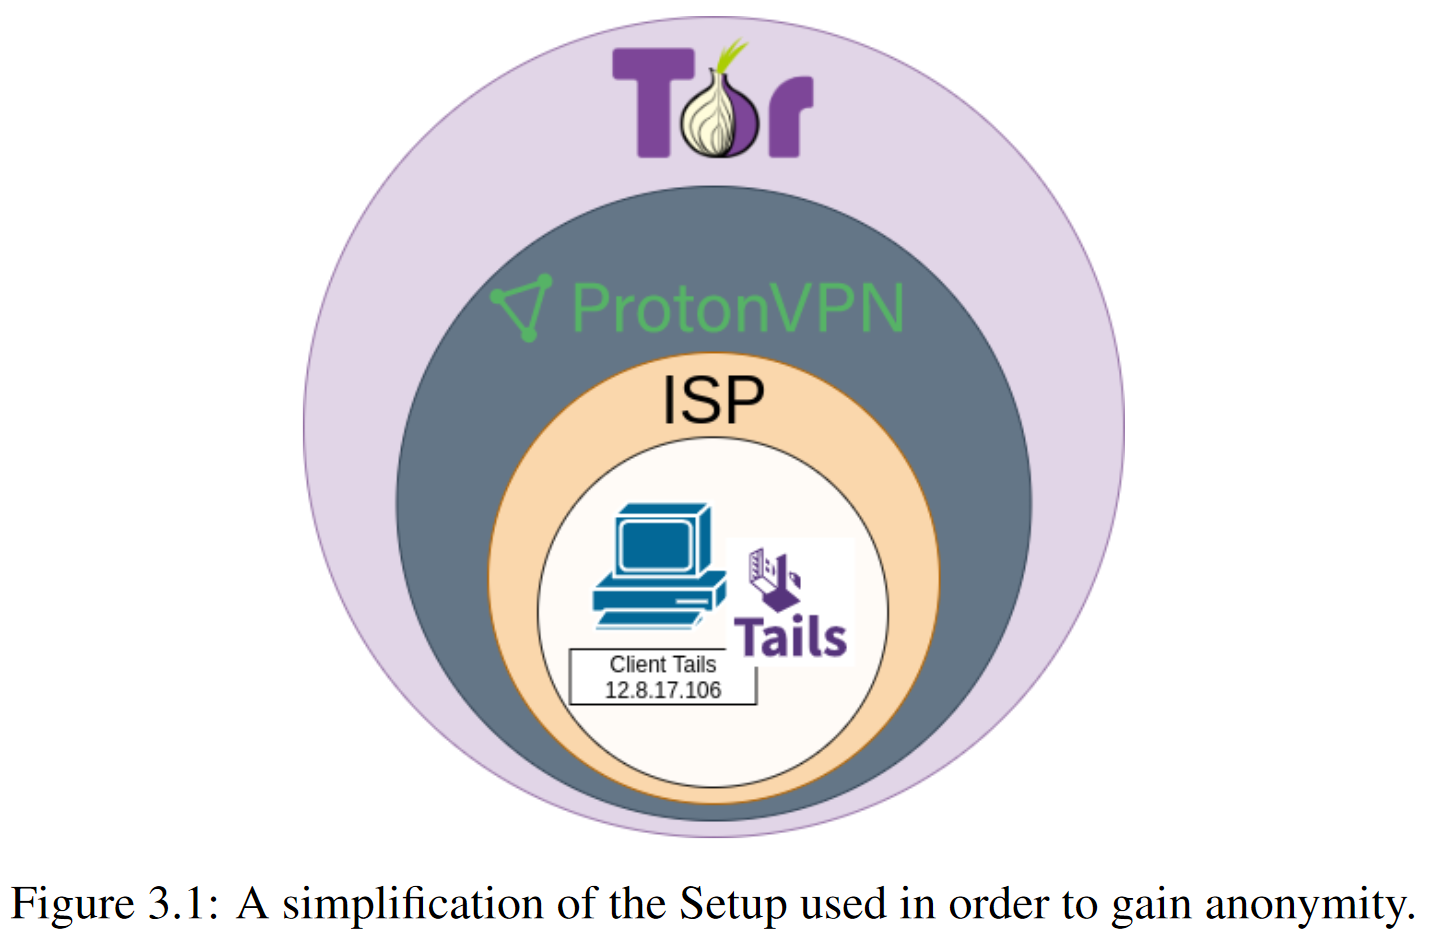 Tor
ProtonVPN
ISP
Tails
Client Tails
12.8.17.106
Figure 3.1: A simplification of the Setup used in order to gain anonymity.